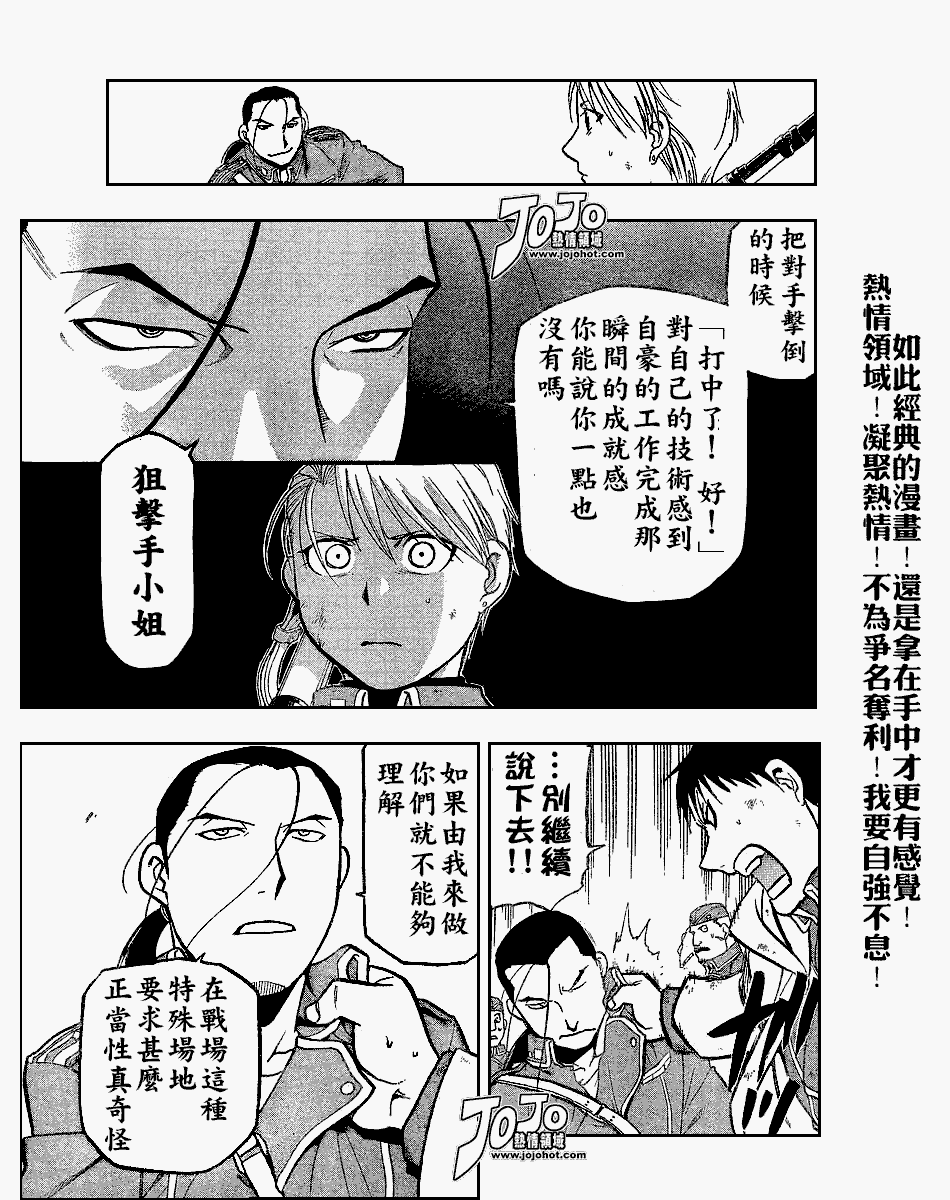 把對手擊倒
的時候
「打中了！好！」
對自己的技術感到
自豪的工作完成那
瞬間的成就感
你能說你一點也
沒有嗎
狙擊手小姐
…別繼續
說下去!!
如果由我來做
你們就不能夠
理解
在戰場這種
特殊場地
要求甚麼
正當性真奇怪
如此經典的漫畫！還是拿在手中才更有感覺！
熱情領域！凝聚熱情！不為爭名奪利！我要自強不息！
JOJO
熱情領域
www.jojohot.com
JOJO
熱情領域
www.jojohot.com